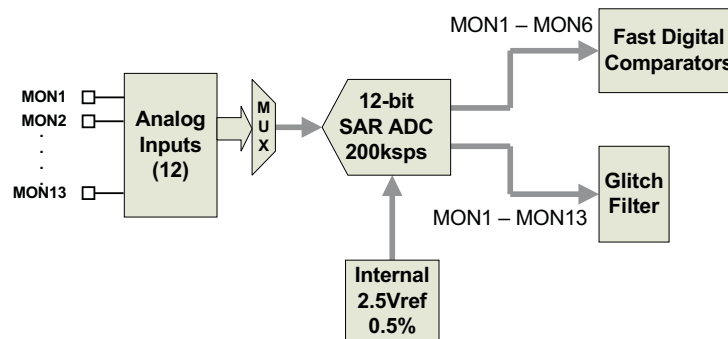 MON1
MON2
.
.
.
.
MON13
Analog
Inputs
(12)
M
U
X
12-bit
SAR ADC
200ksps
MON1 – MON6
Fast Digital
Comparators
MON1 – MON13
Glitch
Filter
Internal
2.5Vref
0.5%